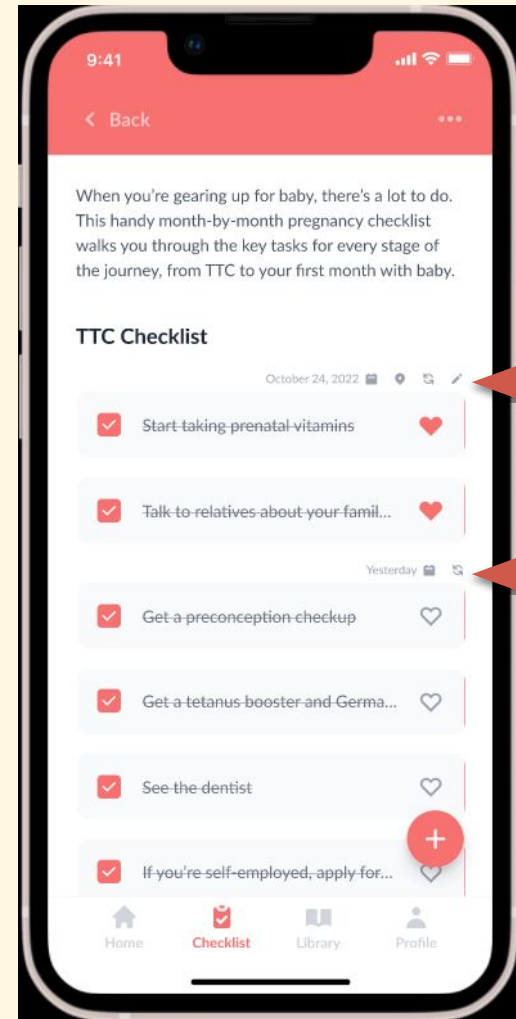 9:41
Back
When you're gearing up for baby, there's a lot to do.
This handy month-by-month pregnancy checklist
walks you through the key tasks for every stage of
the journey, from TTC to your first month with baby.
TTC Checklist
October 24, 2022
Start taking prenatal vitamins
Talk to relatives about your famil...
Yesterday
Get a preconception checkup
Get a tetanus booster and Germa...
See the dentist
If you're self-employed, apply for...
Home Checklist Library Profile